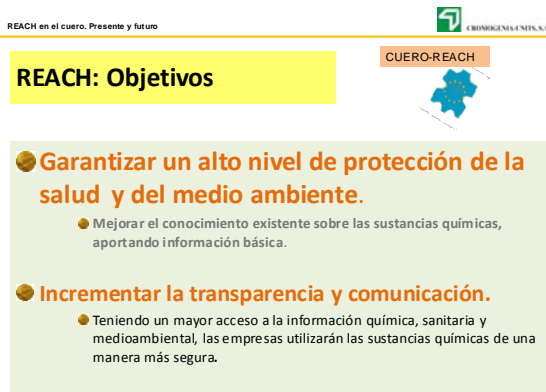 REACH en el cuero. Presente y futuro
CROMOGENIA-UNITS, S.A.
CUERO-REACH
REACH: Objetivos
Garantizar un alto nivel de protección de la
salud y del medio ambiente.
Mejorar el conocimiento existente sobre las sustancias químicas,
aportando información básica.
Incrementar la transparencia y comunicación.
Teniendo un mayor acceso a la información química, sanitaria y
medioambiental, las empresas utilizarán las sustancias químicas de una
manera más segura.